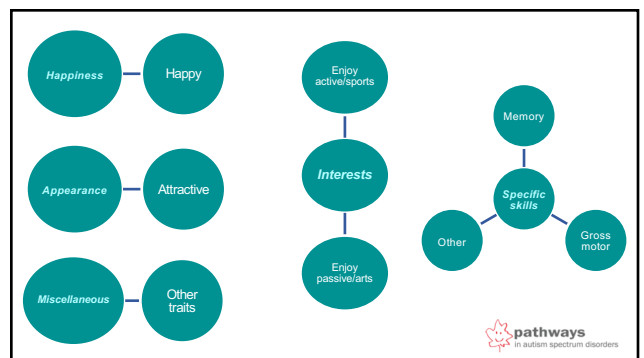 Happiness
Happy
Appearance
Attractive
Miscellaneous
Other
traits
Enjoy
active/sports
Interests
Enjoy
passive/arts
Memory
Specific
skills
Other
Gross
motor
pathways
in autism spectrum disorders